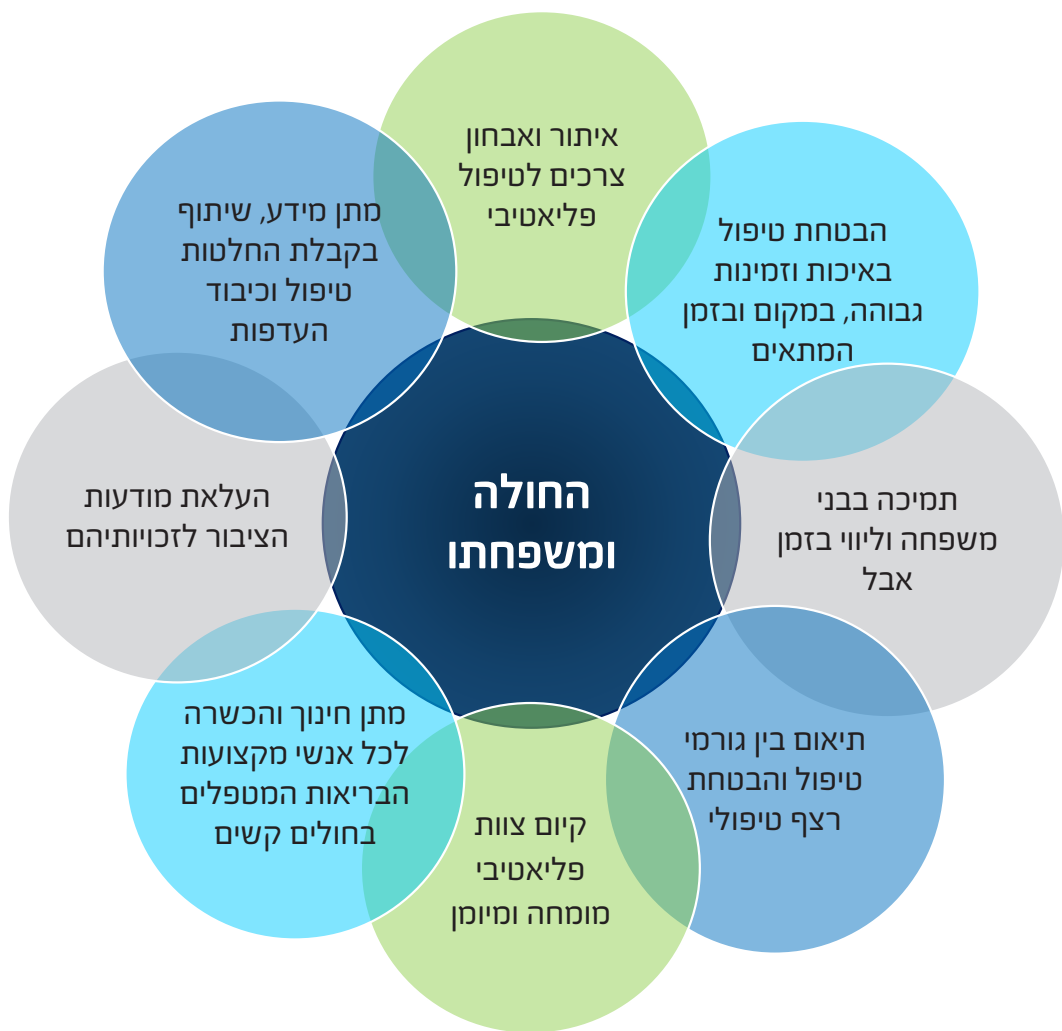 איתור ואבחון
צרכים לטיפול
פליאטיבי
הבטחת טיפול
באיכות וזמינות
גבוהה, במקום ובזמן
המתאים
תמיכה בבני
משפחה וליווי בזמן
אבל
תיאום בין גורמי
טיפול והבטחת
רצף טיפולי
קיום צוות
פליאטיבי
מומחה ומיומן
מתן חינוך והכשרה
לכל אנשי מקצועות
הבריאות המטפלים
בחולים קשים
העלאת מודעות
הציבור לזכויותיהם
מתן מידע, שיתוף
בקבלת החלטות
טיפול וכיבוד
העדפות
החולה
ומשפחתו